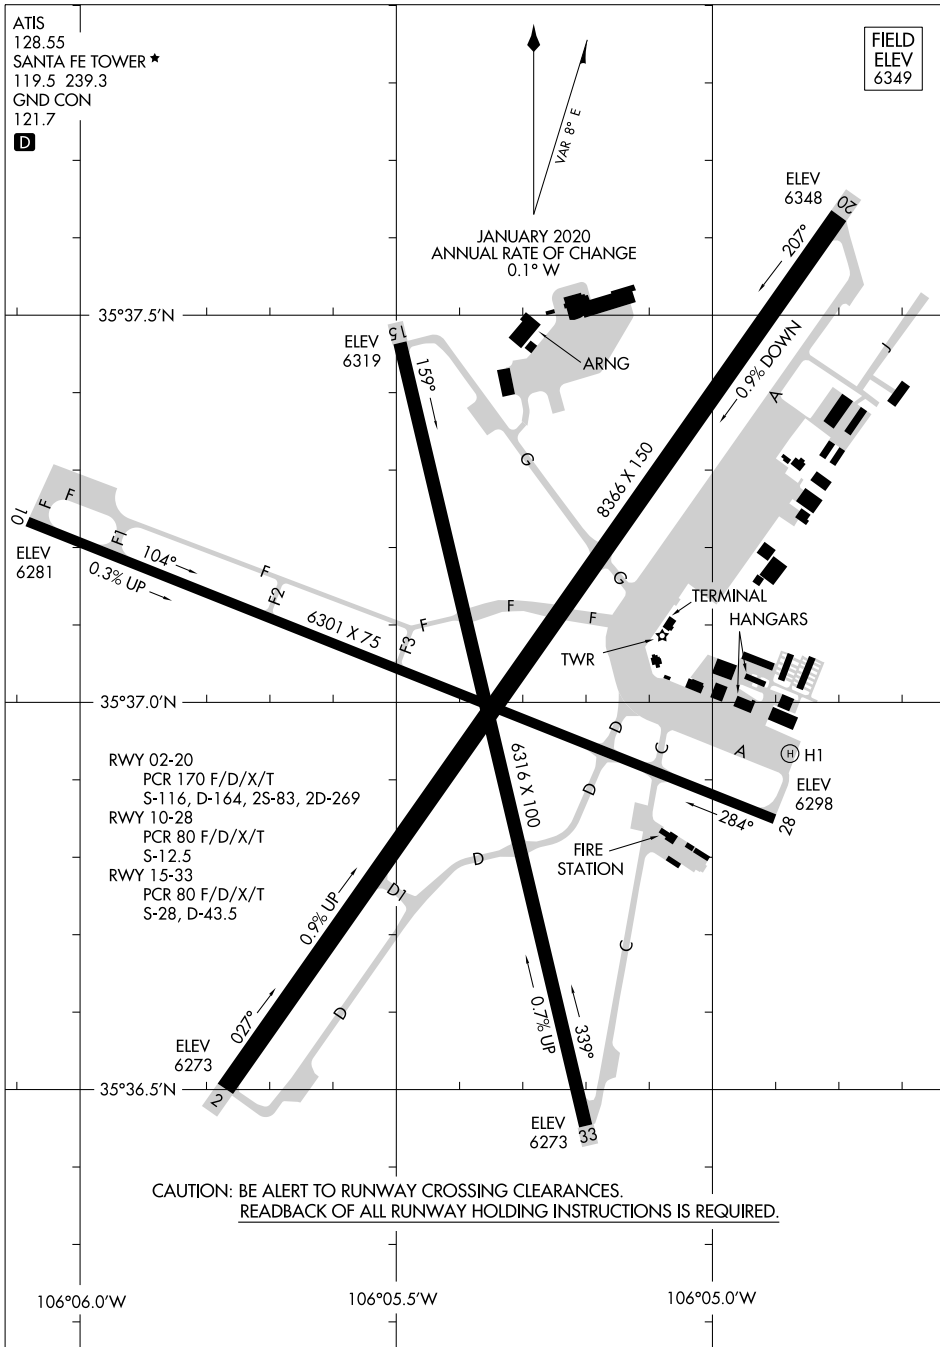 ATIS
128.55
SANTA FE TOWER ★
119.5 239.3
GND CON
121.7
D
FIELD
ELEV
6349
VAR 8° E
JANUARY 2020
ANNUAL RATE OF CHANGE
0.1° W
ELEV
6348
20
207°
0.9% DOWN
35°37.5'N
ELEV
6319
15
159°
ARNG
J
A
G
8366 X 150
F
F
10
ELEV
6281
F1
104°
0.3% UP
F
F2
6301 X 75
F
F3
F
F
G
TERMINAL
HANGARS
TWR
35°37.0'N
D
C
A
H H1
RWY 02-20
PCR 170 F/D/X/T
S-116, D-164, 2S-83, 2D-269
RWY 10-28
PCR 80 F/D/X/T
S-12.5
RWY 15-33
PCR 80 F/D/X/T
S-28, D-43.5
6316 X 100
D
ELEV
6298
284°
28
FIRE
STATION
D
D1
0.9% UP
C
D
027°
0.7% UP
339°
ELEV
6273
2
35°36.5'N
ELEV
6273
33
CAUTION: BE ALERT TO RUNWAY CROSSING CLEARANCES.
READBACK OF ALL RUNWAY HOLDING INSTRUCTIONS IS REQUIRED.
106°06.0'W
106°05.5'W
106°05.0'W